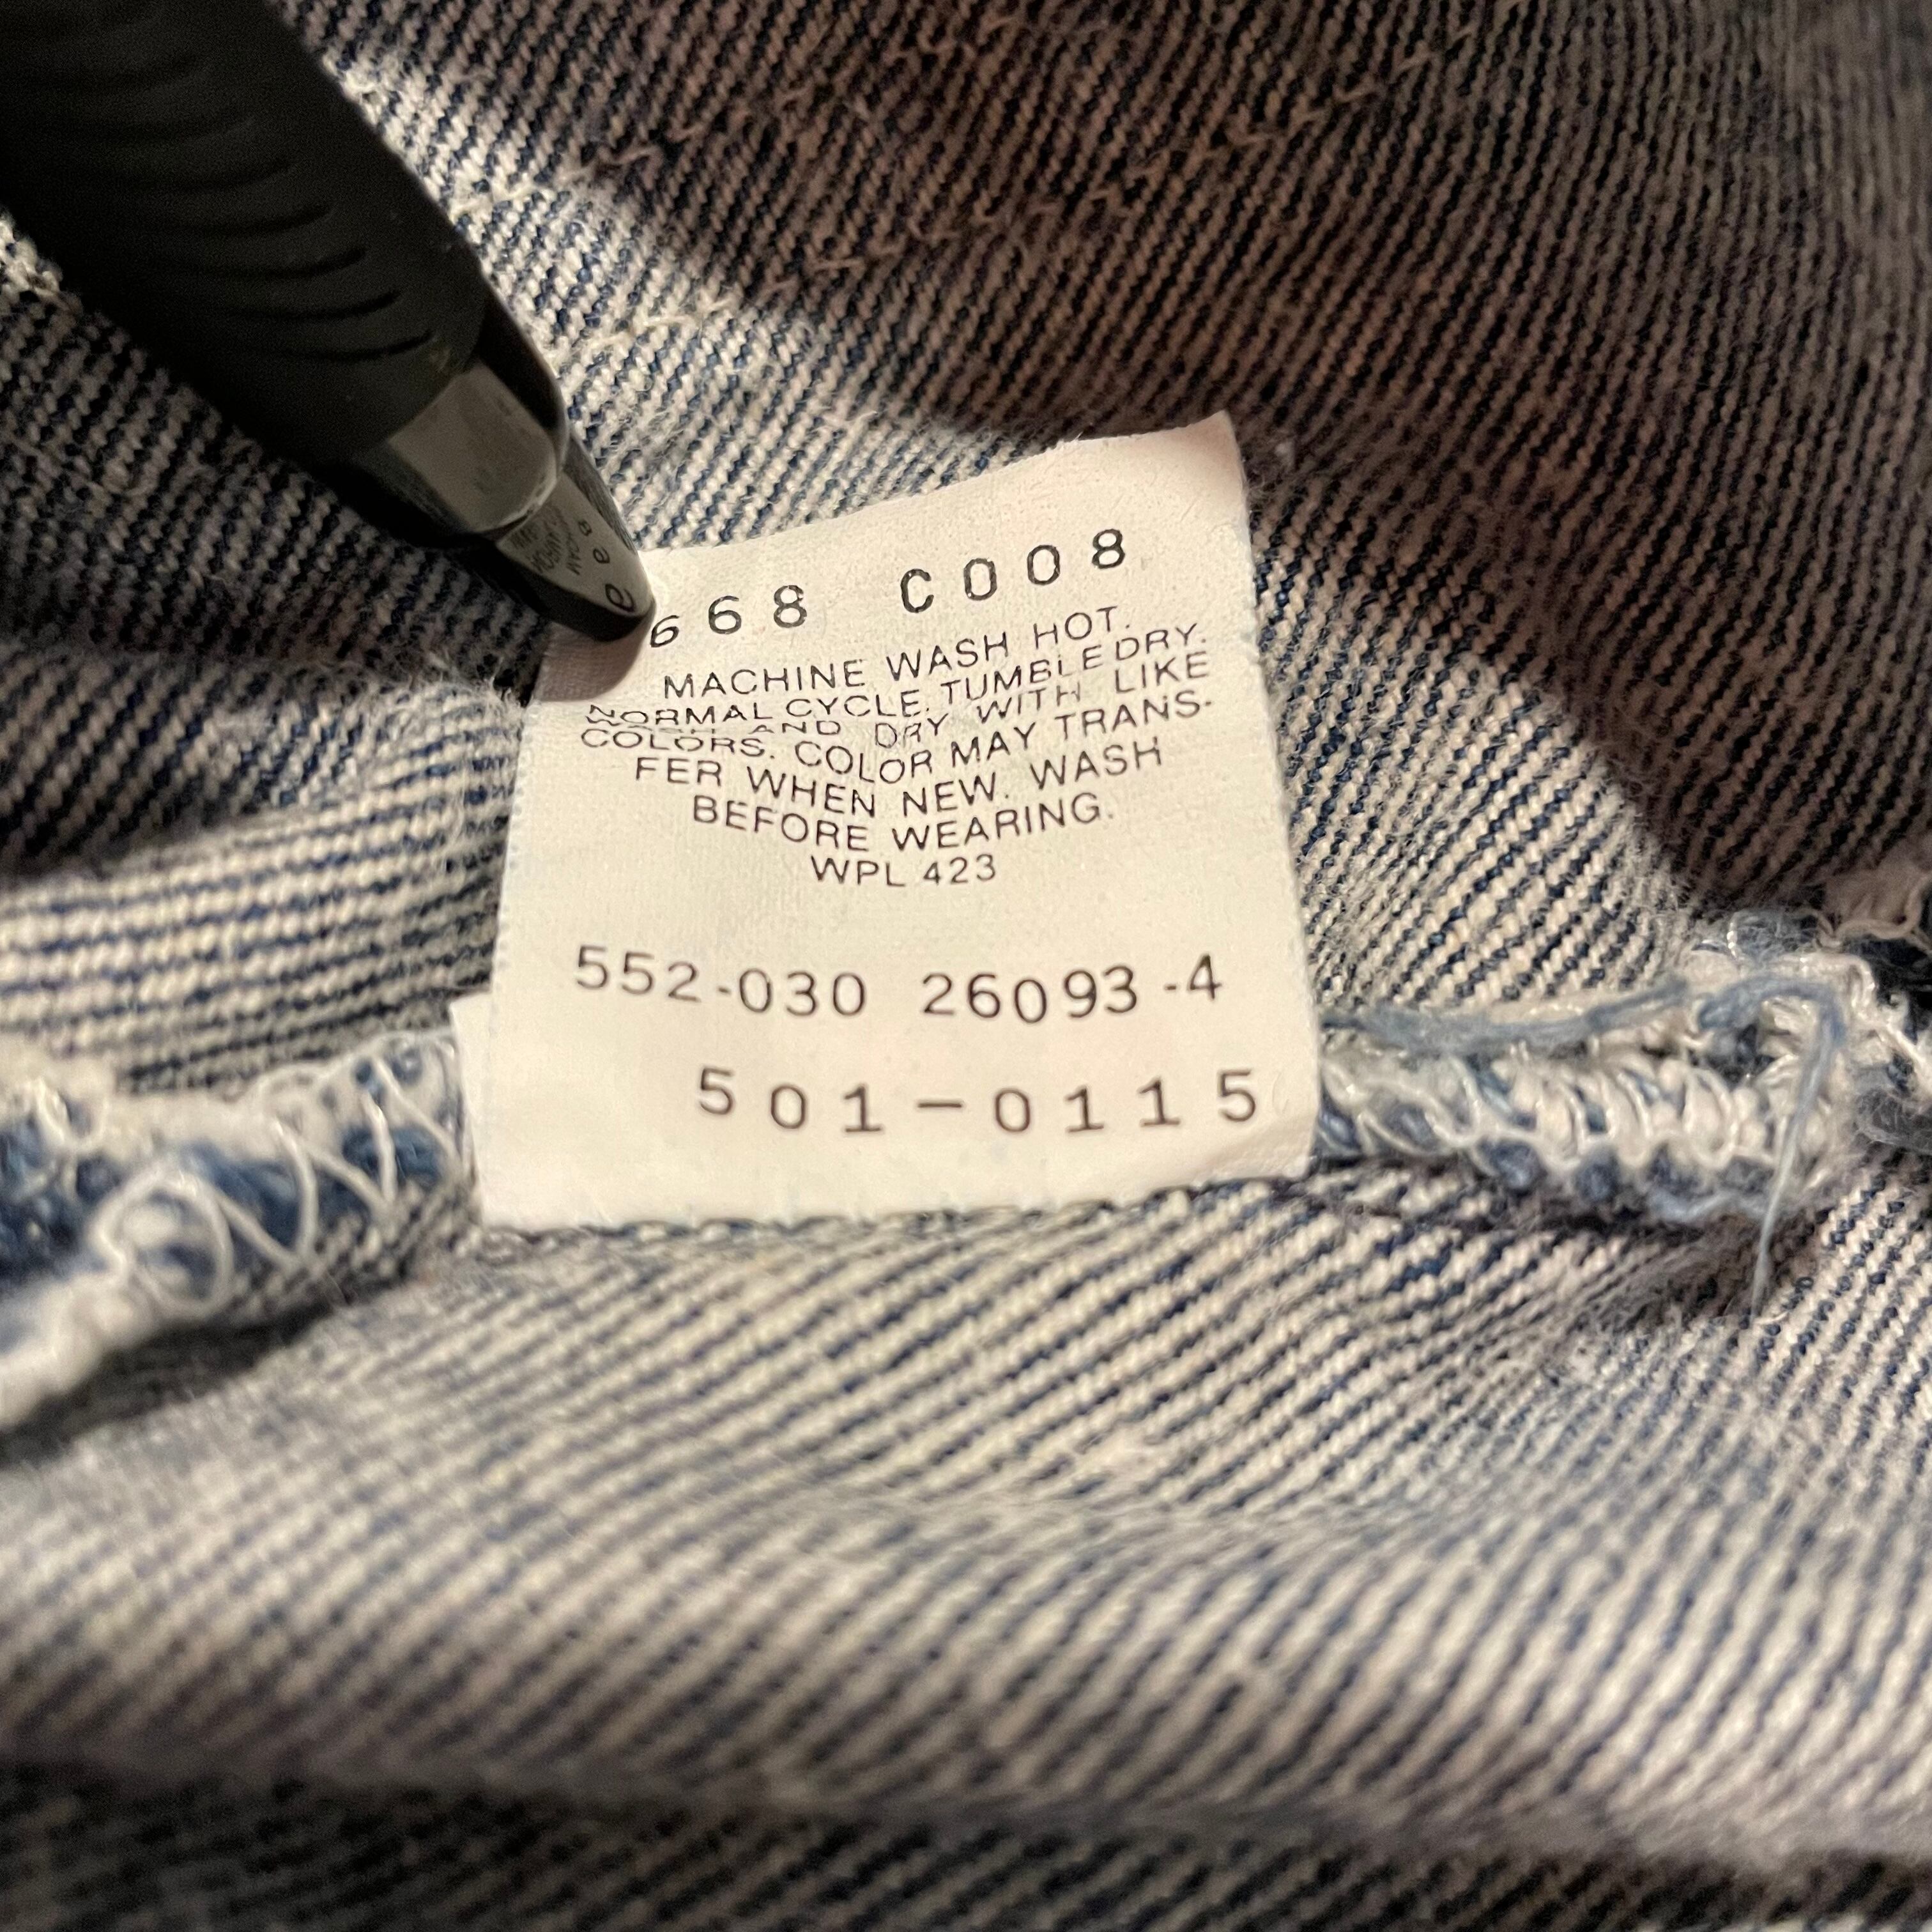 668 C008
MACHINE WASH HOT.
NORMAL CYCLE. TUMBLE DRY.
WASH AND DRY WITH LIKE
COLORS. COLOR MAY TRANS-
FER WHEN NEW. WASH
BEFORE WEARING.
WPL 423
552-030 26093-4
501-0115